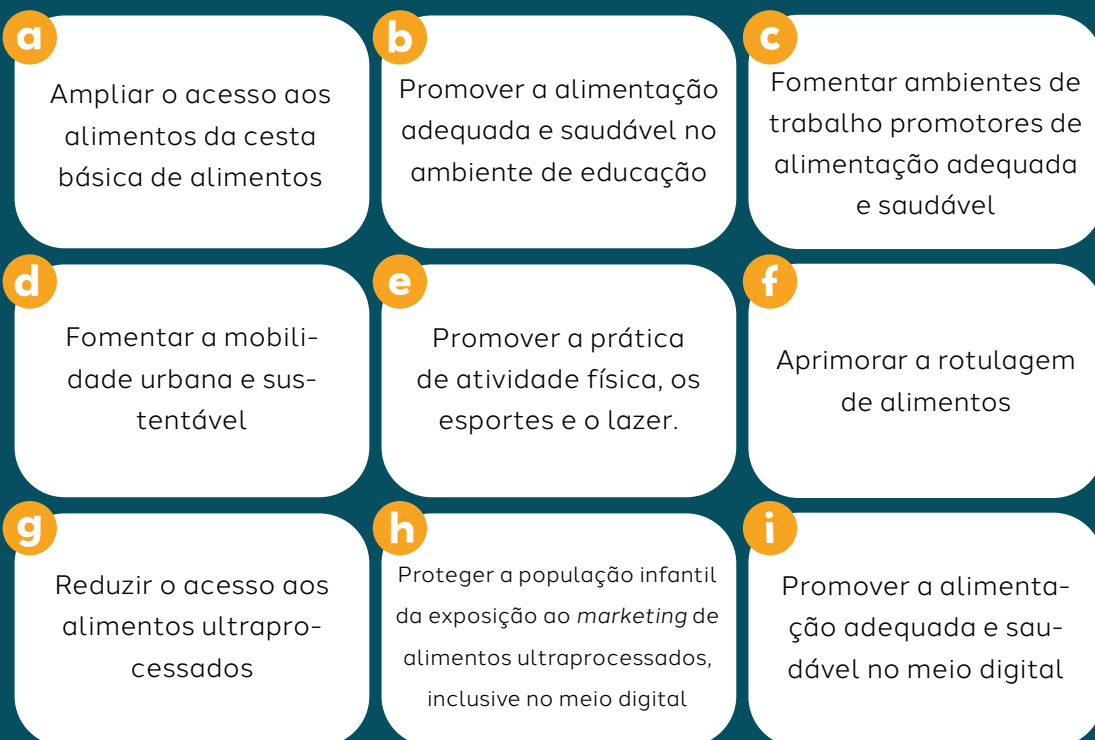 a
Ampliar o acesso aos
alimentos da cesta
básica de alimentos
b
Promover a alimentação
adequada e saudável no
ambiente de educação
c
Fomentar ambientes de
trabalho promotores de
alimentação adequada
e saudável
d
Fomentar a mobili-
dade urbana e sus-
tentável
e
Promover a prática
de atividade física, os
esportes e o lazer.
f
Aprimorar a rotulagem
de alimentos
g
Reduzir o acesso aos
alimentos ultrapro-
cessados
h
Proteger a população infantil
da exposição ao marketing de
alimentos ultraprocessados,
inclusive no meio digital
i
Promover a alimenta-
ção adequada e sau-
dável no meio digital